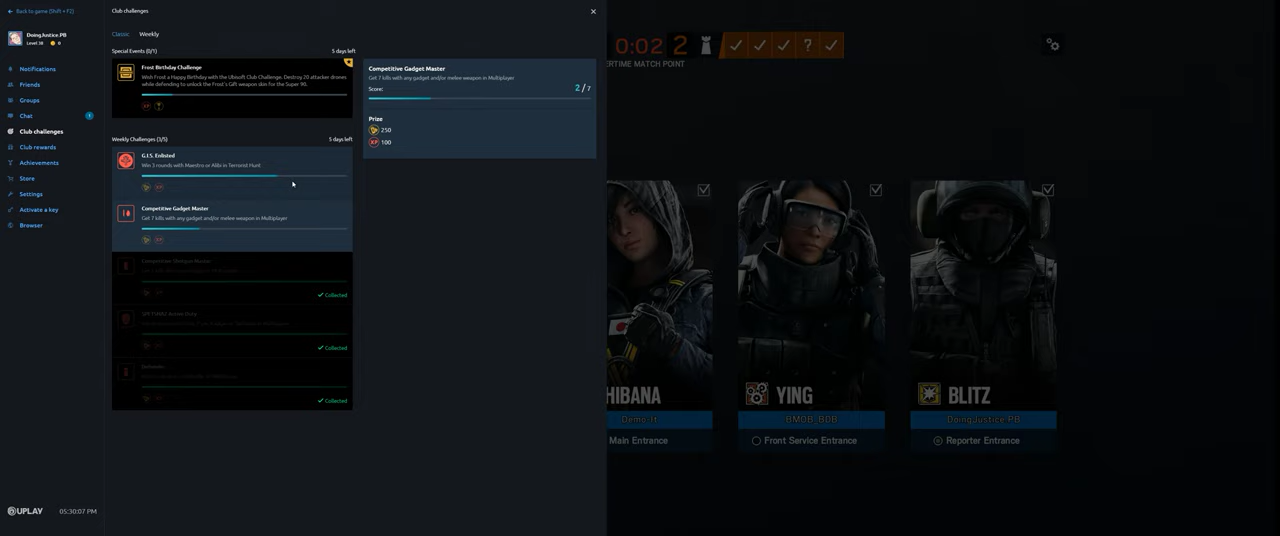 Back to game (Shift + F2)
Club challenges
DoingJustice.PB
Level 38
0
Classic
Weekly
Special Events (0/1)
5 days left
Frost Birthday Challenge
Wish Frost a Happy Birthday with the Ubisoft Club Challenge. Destroy 20 attacker drones
while defending to unlock the Frost's Gift weapon skin for the Super 90.
XP
Weekly Challenges (3/5)
5 days left
G.I.S. Enlisted
Win 3 rounds with Maestro or Alibi in Terrorist Hunt
XP
Competitive Gadget Master
Get 7 kills with any gadget and/or melee weapon in Multiplayer
XP
Collected
Collected
Collected
Competitive Gadget Master
Get 7 kills with any gadget and/or melee weapon in Multiplayer
Score:
2/7
Prize
250
XP 100
Notifications
Friends
Groups
Chat
Club challenges
Club rewards
Achievements
Store
Settings
Activate a key
Browser
UPLAY
05:30:07 PM
0:02
2
?
ERTIME MATCH POINT
HIBANA
Demo-It
Main Entrance
YING
BMOB_BDB
Front Service Entrance
BLITZ
DoingJustice.PB
Reporter Entrance